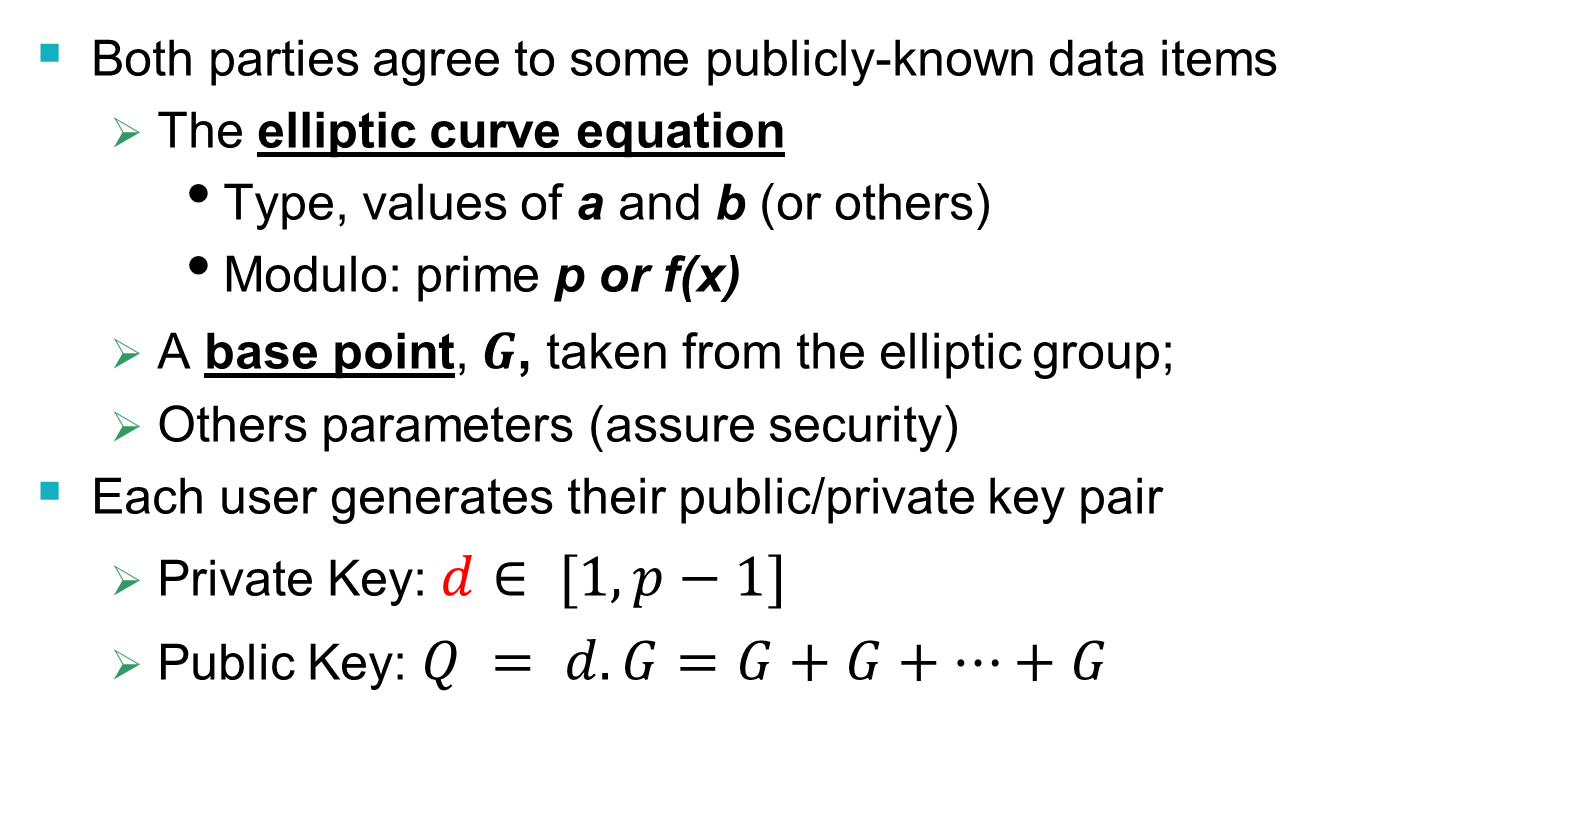 ▪ Both parties agree to some publicly-known data items
➢ The elliptic curve equation
• Type, values of a and b (or others)
• Modulo: prime p or f(x)
➢ A base point, G, taken from the elliptic group;
➢ Others parameters (assure security)
▪ Each user generates their public/private key pair
➢ Private Key: d ∈ [1, p − 1]
➢ Public Key: Q = d. G = G + G + ⋯ + G